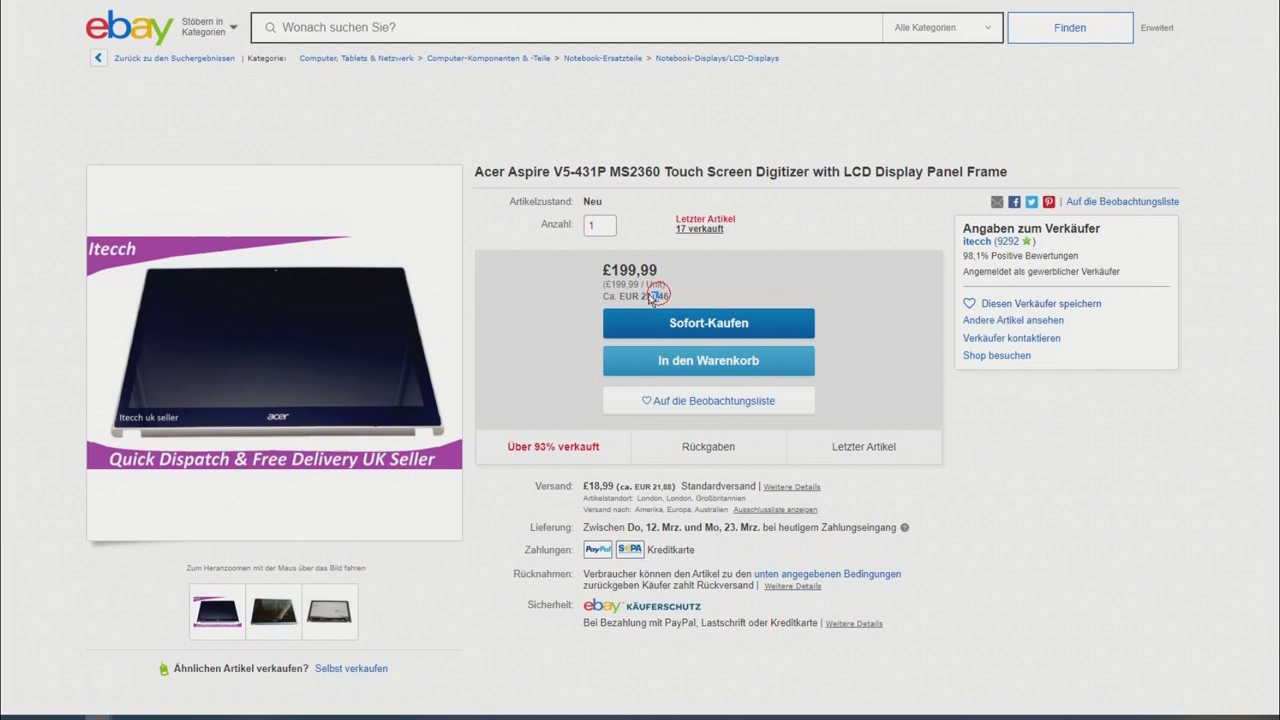 ebay
Stöbern in
Kategorien
Wonach suchen Sie?
Alle Kategorien
Finden
Erweitert
Zurück zu den Suchergebnissen | Kategorie:
Computer, Tablets & Netzwerk > Computer-Komponenten & -Teile > Notebook-Ersatzteile > Notebook-Displays/LCD-Displays
Acer Aspire V5-431P MS2360 Touch Screen Digitizer with LCD Display Panel Frame
Artikelzustand: Neu
Anzahl: 1
Letzter Artikel
17 verkauft
£199,99
(£199,99 / Unit)
Ca. EUR
Sofort-Kaufen
In den Warenkorb
Auf die Beobachtungsliste
Über 93% verkauft
Rückgaben
Letzter Artikel
Versand: £18,99 (ca. EUR 21,88) Standardversand | Weitere Details
Artikelstandort: London, London, Großbritannien
Versand nach: Amerika, Europa, Australien Ausschlussliste anzeigen
Lieferung: Zwischen Do, 12. Mrz. und Mo, 23. Mrz. bei heutigem Zahlungseingang
Zahlungen: PayPal SEPA Kreditkarte
Rücknahmen: Verbraucher können den Artikel zu den unten angegebenen Bedingungen
zurückgeben Käufer zahlt Rückversand | Weitere Details
Sicherheit: ebay KÄUFERSCHUTZ
Bei Bezahlung mit PayPal, Lastschrift oder Kreditkarte | Weitere Details
| Auf die Beobachtungsliste
Angaben zum Verkäufer
itecch (9292 )
98,1% Positive Bewertungen
Angemeldet als gewerblicher Verkäufer
Diesen Verkäufer speichern
Andere Artikel ansehen
Verkäufer kontaktieren
Shop besuchen
Itecch
Itecch uk seller
acer
Quick Dispatch & Free Delivery UK Seller
Zum Heranzoomen mit der Maus über das Bild fahren
Ähnlichen Artikel verkaufen? Selbst verkaufen